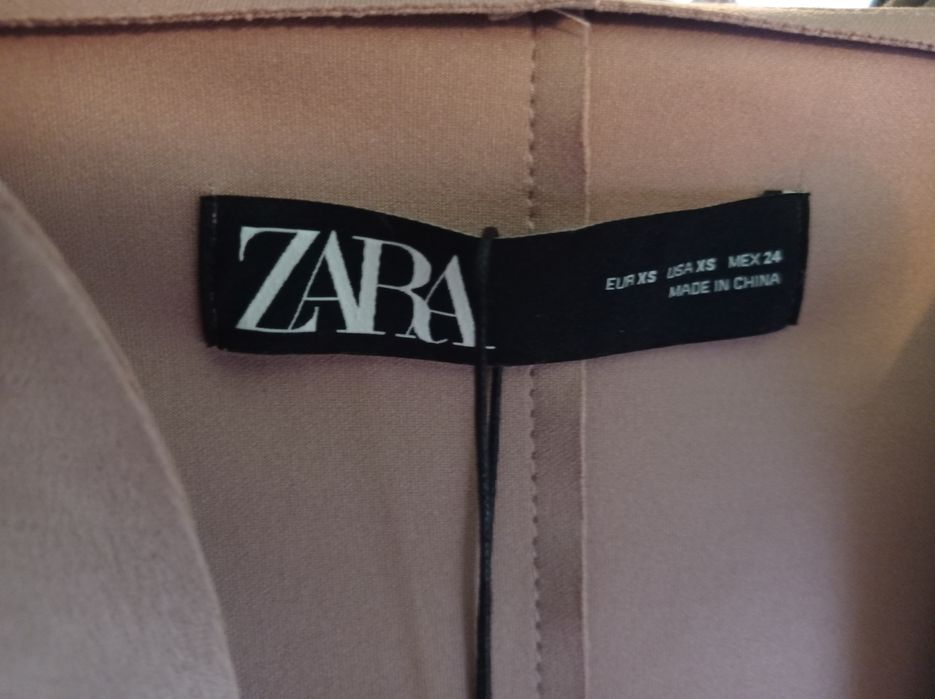 ZARA
EUR XS USA XS MEX 24
MADE IN CHINA